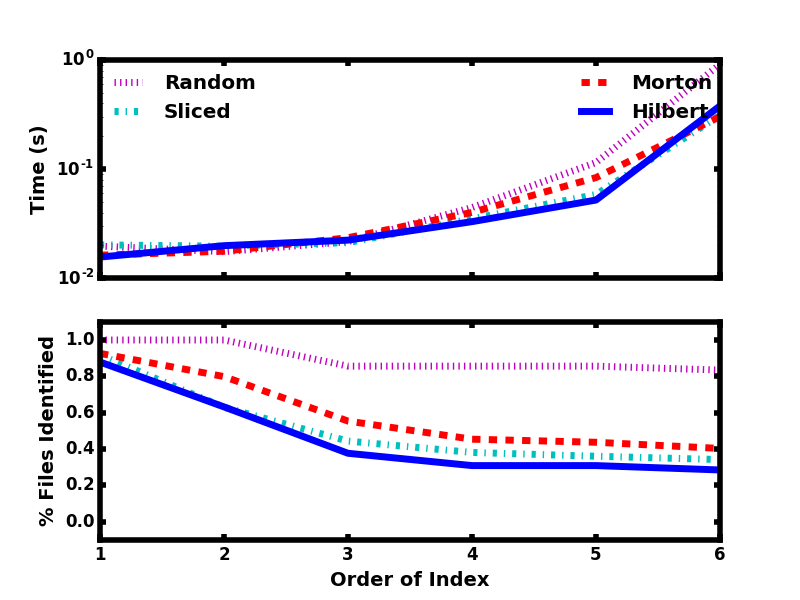 10^0
Random
Morton
Sliced
Hilbert
Time (s)
10^-1
10^-2
1.0
0.8
0.6
0.4
0.2
0.0
% Files Identified
1 2 3 4 5 6
Order of Index